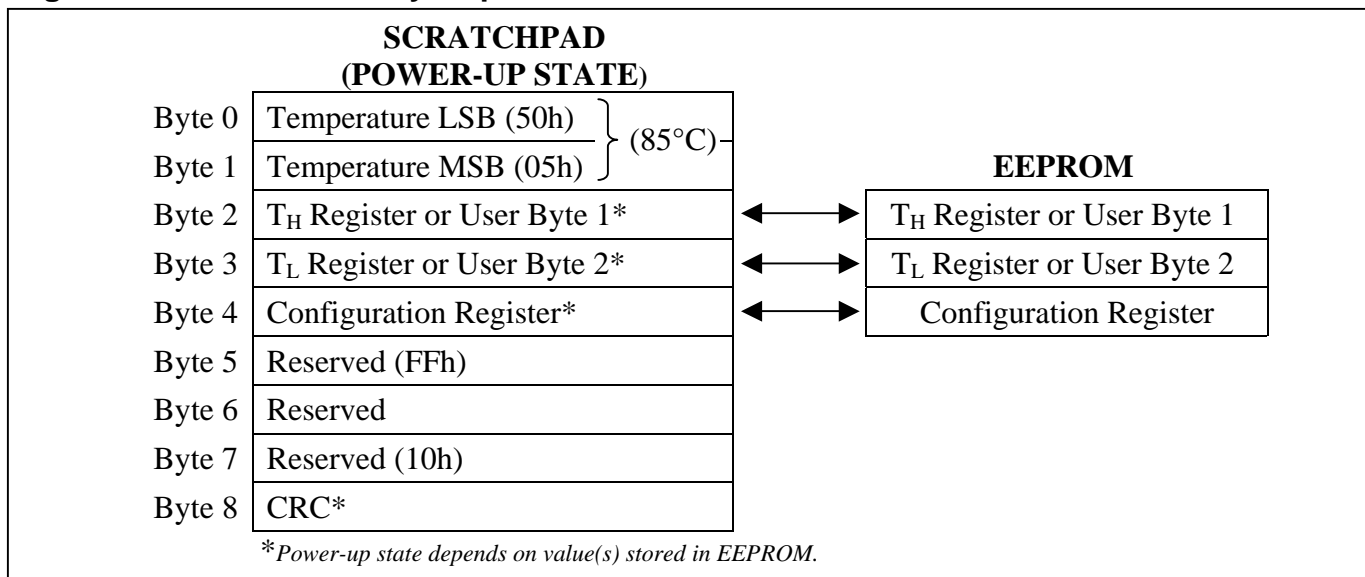 SCRATCHPAD
(POWER-UP STATE)
Byte 0 Temperature LSB (50h)
(85°C)
Byte 1 Temperature MSB (05h)
EEPROM
Byte 2 TH Register or User Byte 1* TH Register or User Byte 1
Byte 3 TL Register or User Byte 2* TL Register or User Byte 2
Byte 4 Configuration Register* Configuration Register
Byte 5 Reserved (FFh)
Byte 6 Reserved
Byte 7 Reserved (10h)
Byte 8 CRC*
*Power-up state depends on value(s) stored in EEPROM.